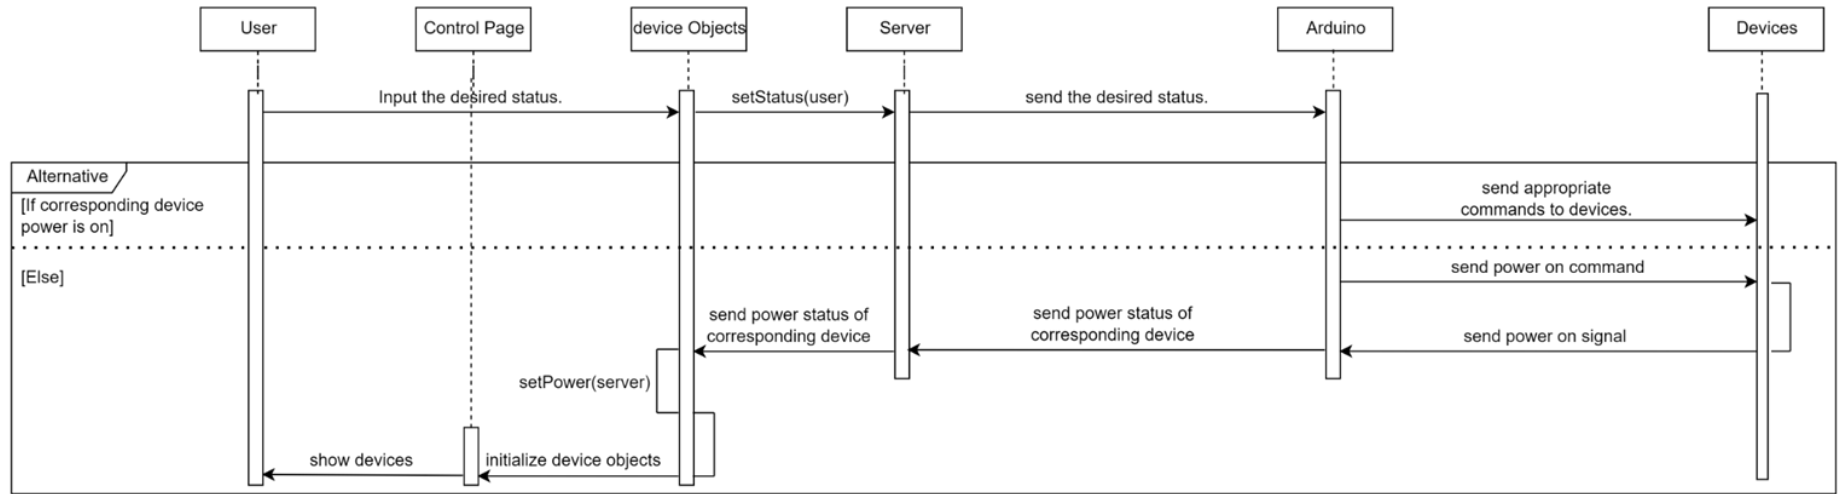 User
Control Page
device Objects
Server
Arduino
Devices
Input the desired status.
setStatus(user)
send the desired status.
Alternative
[If corresponding device
power is on]
send appropriate
commands to devices.
[Else]
send power on command
send power status of
corresponding device
send power status of
corresponding device
send power on signal
setPower(server)
show devices
initialize device objects